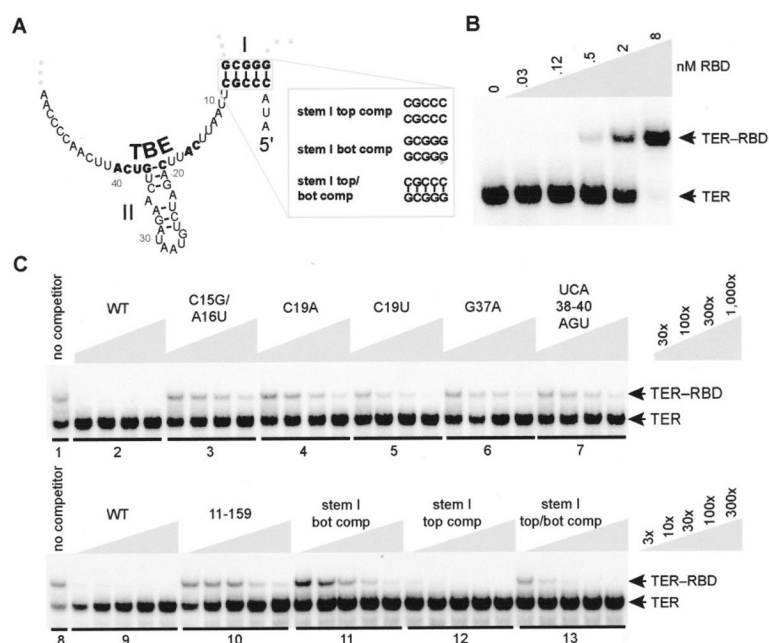 A
I
GCGGG
CGCCC
10
AUA
5'
AACCCCAACUUACUG
TBE
40
20
II
30
stem I top comp
CGCCC
CGCCC
stem I bot comp
GCGGG
GCGGG
stem I top/
bot comp
CGCCC
GCGGG
B
0 .03 .12 .5 2 8
nM RBD
TER–RBD
TER
C
no competitor
WT
C15G/
A16U
C19A
C19U
G37A
UCA
38-40
AGU
30x 100x 300x 1,000x
TER–RBD
TER
1 2 3 4 5 6 7
no competitor
WT
11-159
stem I
bot comp
stem I
top comp
stem I
top/bot comp
3x 10x 30x 100x 300x
TER–RBD
TER
8 9 10 11 12 13